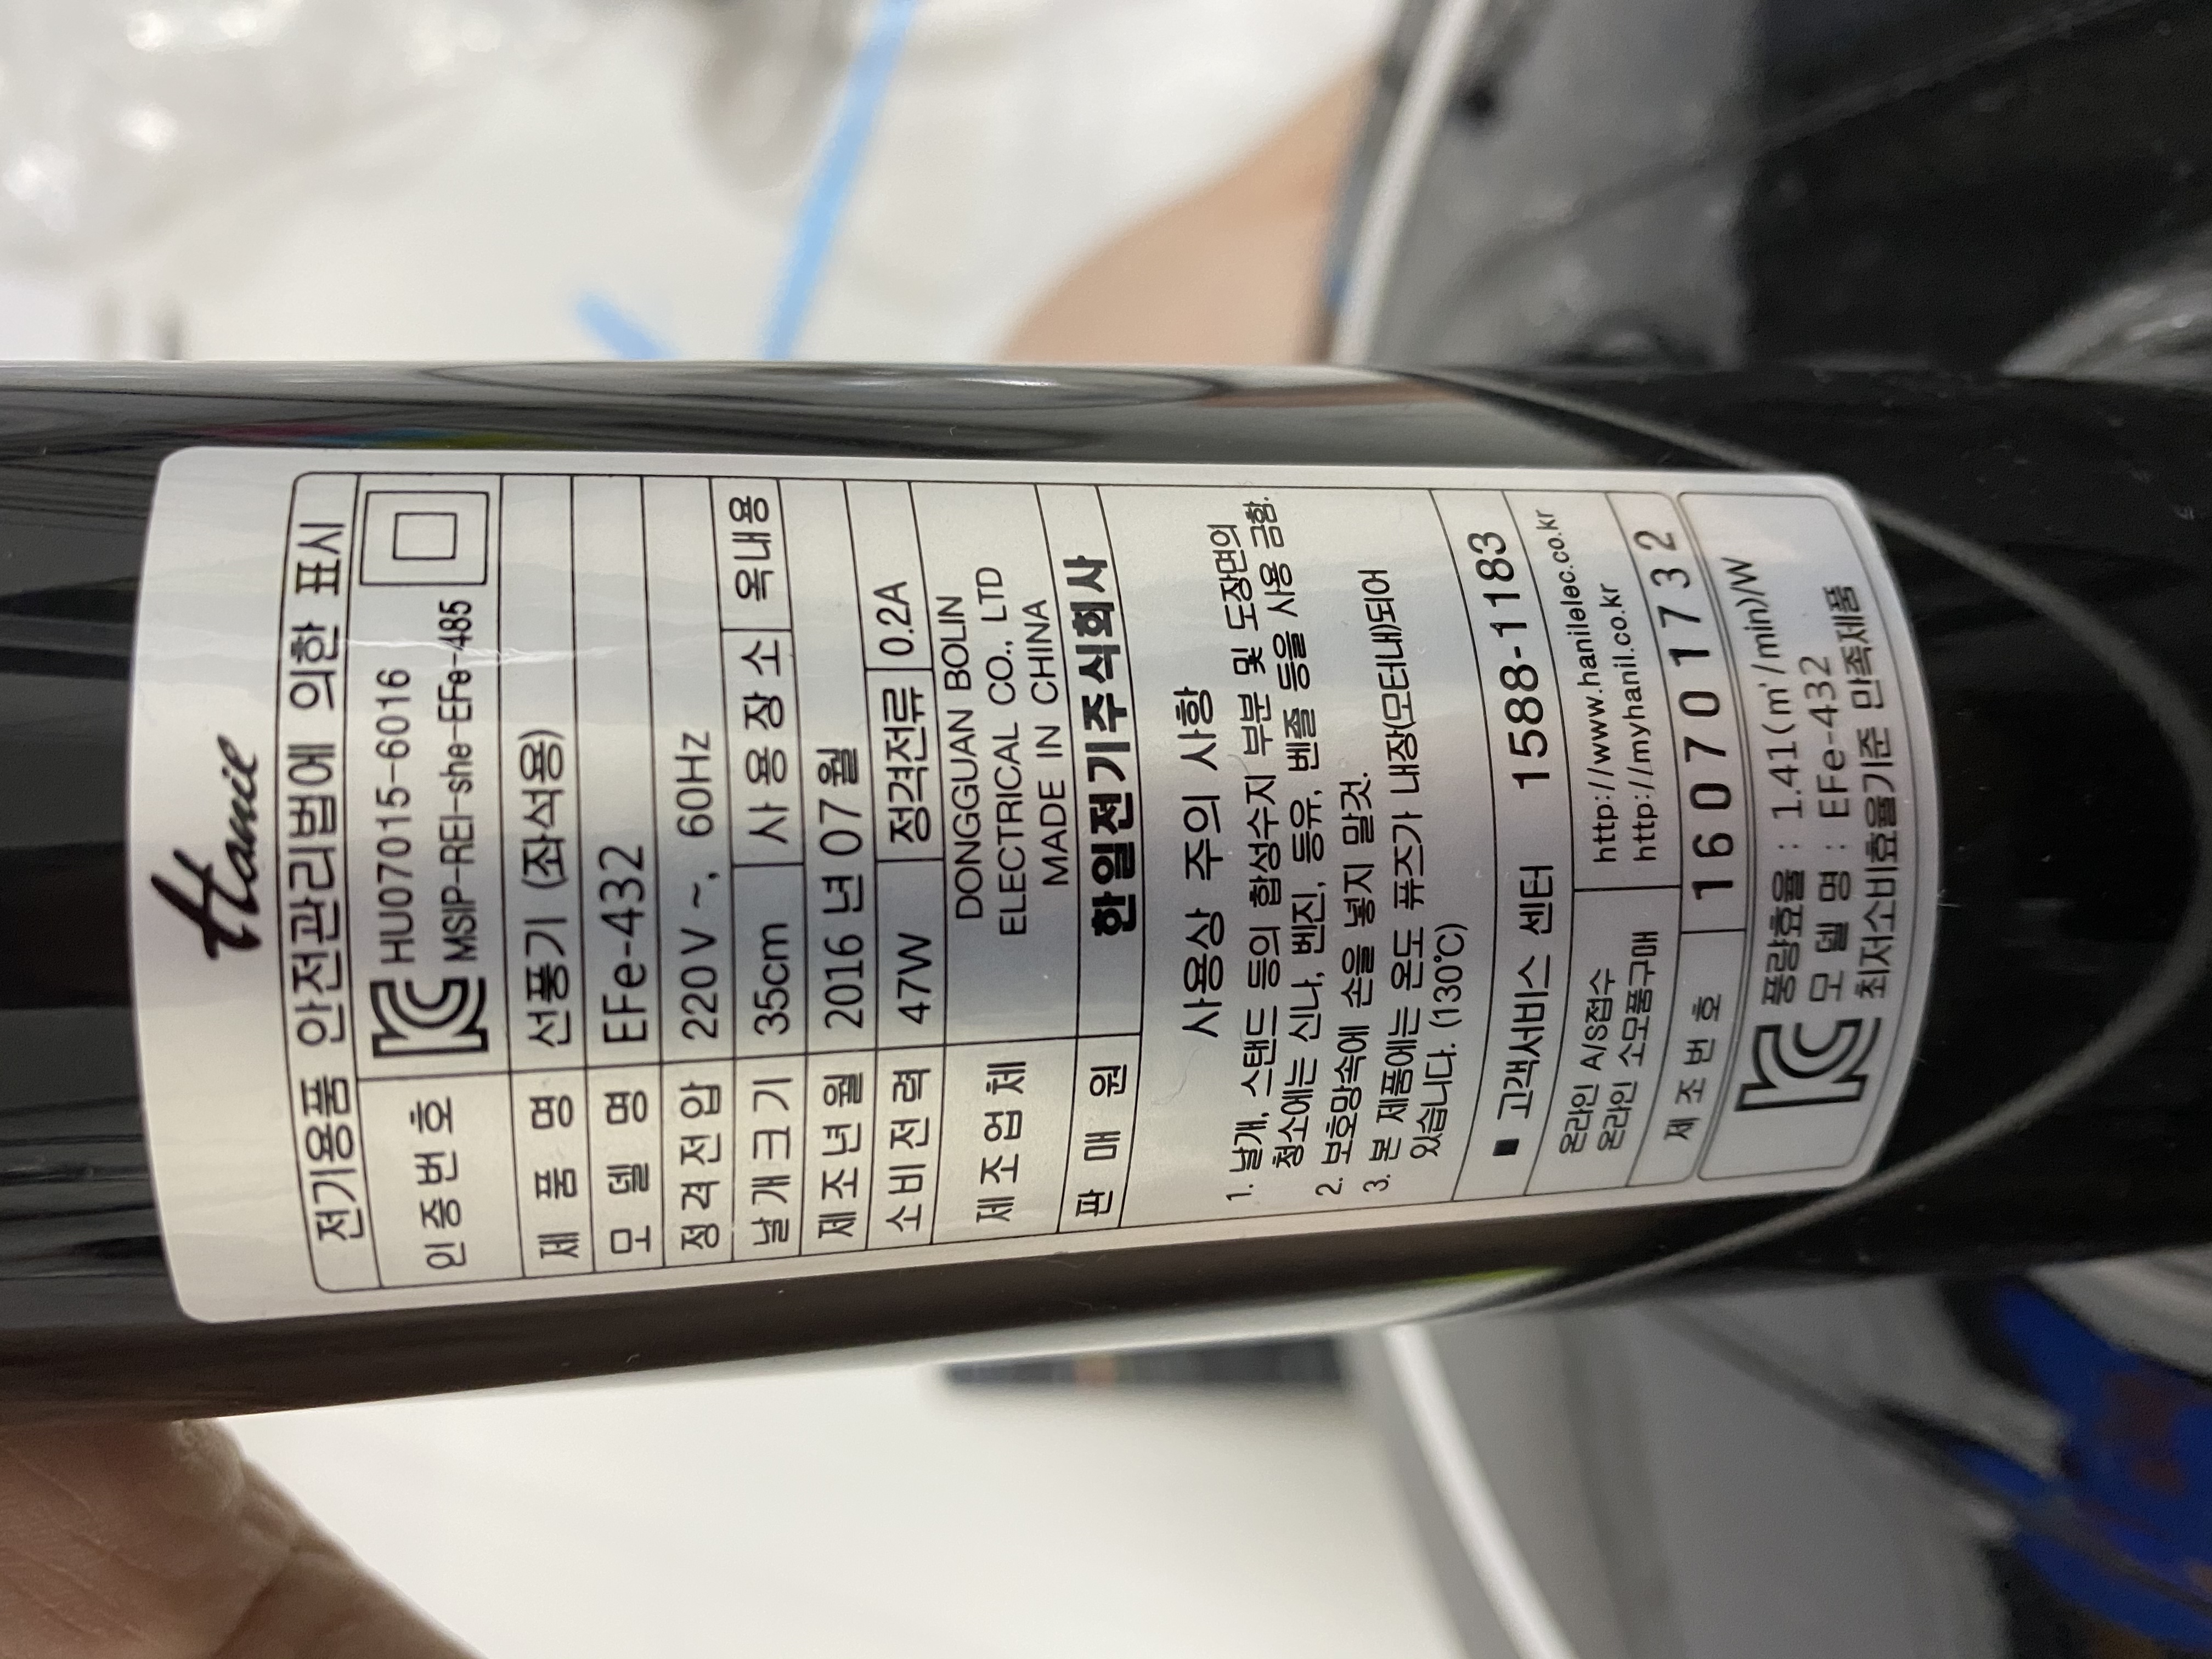 Hanil
전기용품 안전관리법에 의한 표시
인증번호 HU07015-6016
MSIP-REI-she-EFe-485
제 품 명 선풍기 (좌석용)
모 델 명 EFe-432
정격전압 220V ~, 60Hz
날개크기 35cm 사용장소 옥내용
제조년월 2016 년 07 월
소비전력 47W 정격전류 0.2A
제조업체 DONGGUAN BOLIN
ELECTRICAL CO., LTD
MADE IN CHINA
판 매 원 한일전기주식회사
사용상 주의 사항
1. 날개, 스탠드 등의 합성수지 부분 및 도장면의
청소에는 신나, 벤진, 등유, 벤졸 등을 사용 금함.
2. 보호망속에 손을 넣지 말것.
3. 본 제품에는 온도 퓨즈가 내장(모터내)되어
있습니다. (130℃)
■ 고객서비스 센터 1588-1183
온라인 A/S접수 http://www.hanilelec.co.kr
온라인 소모품구매 http://myhanil.co.kr
제 조 번 호 160701732
풍량효율 : 1.41(㎥/min)/W
모 델 명 : EFe-432
최저소비효율기준 만족제품